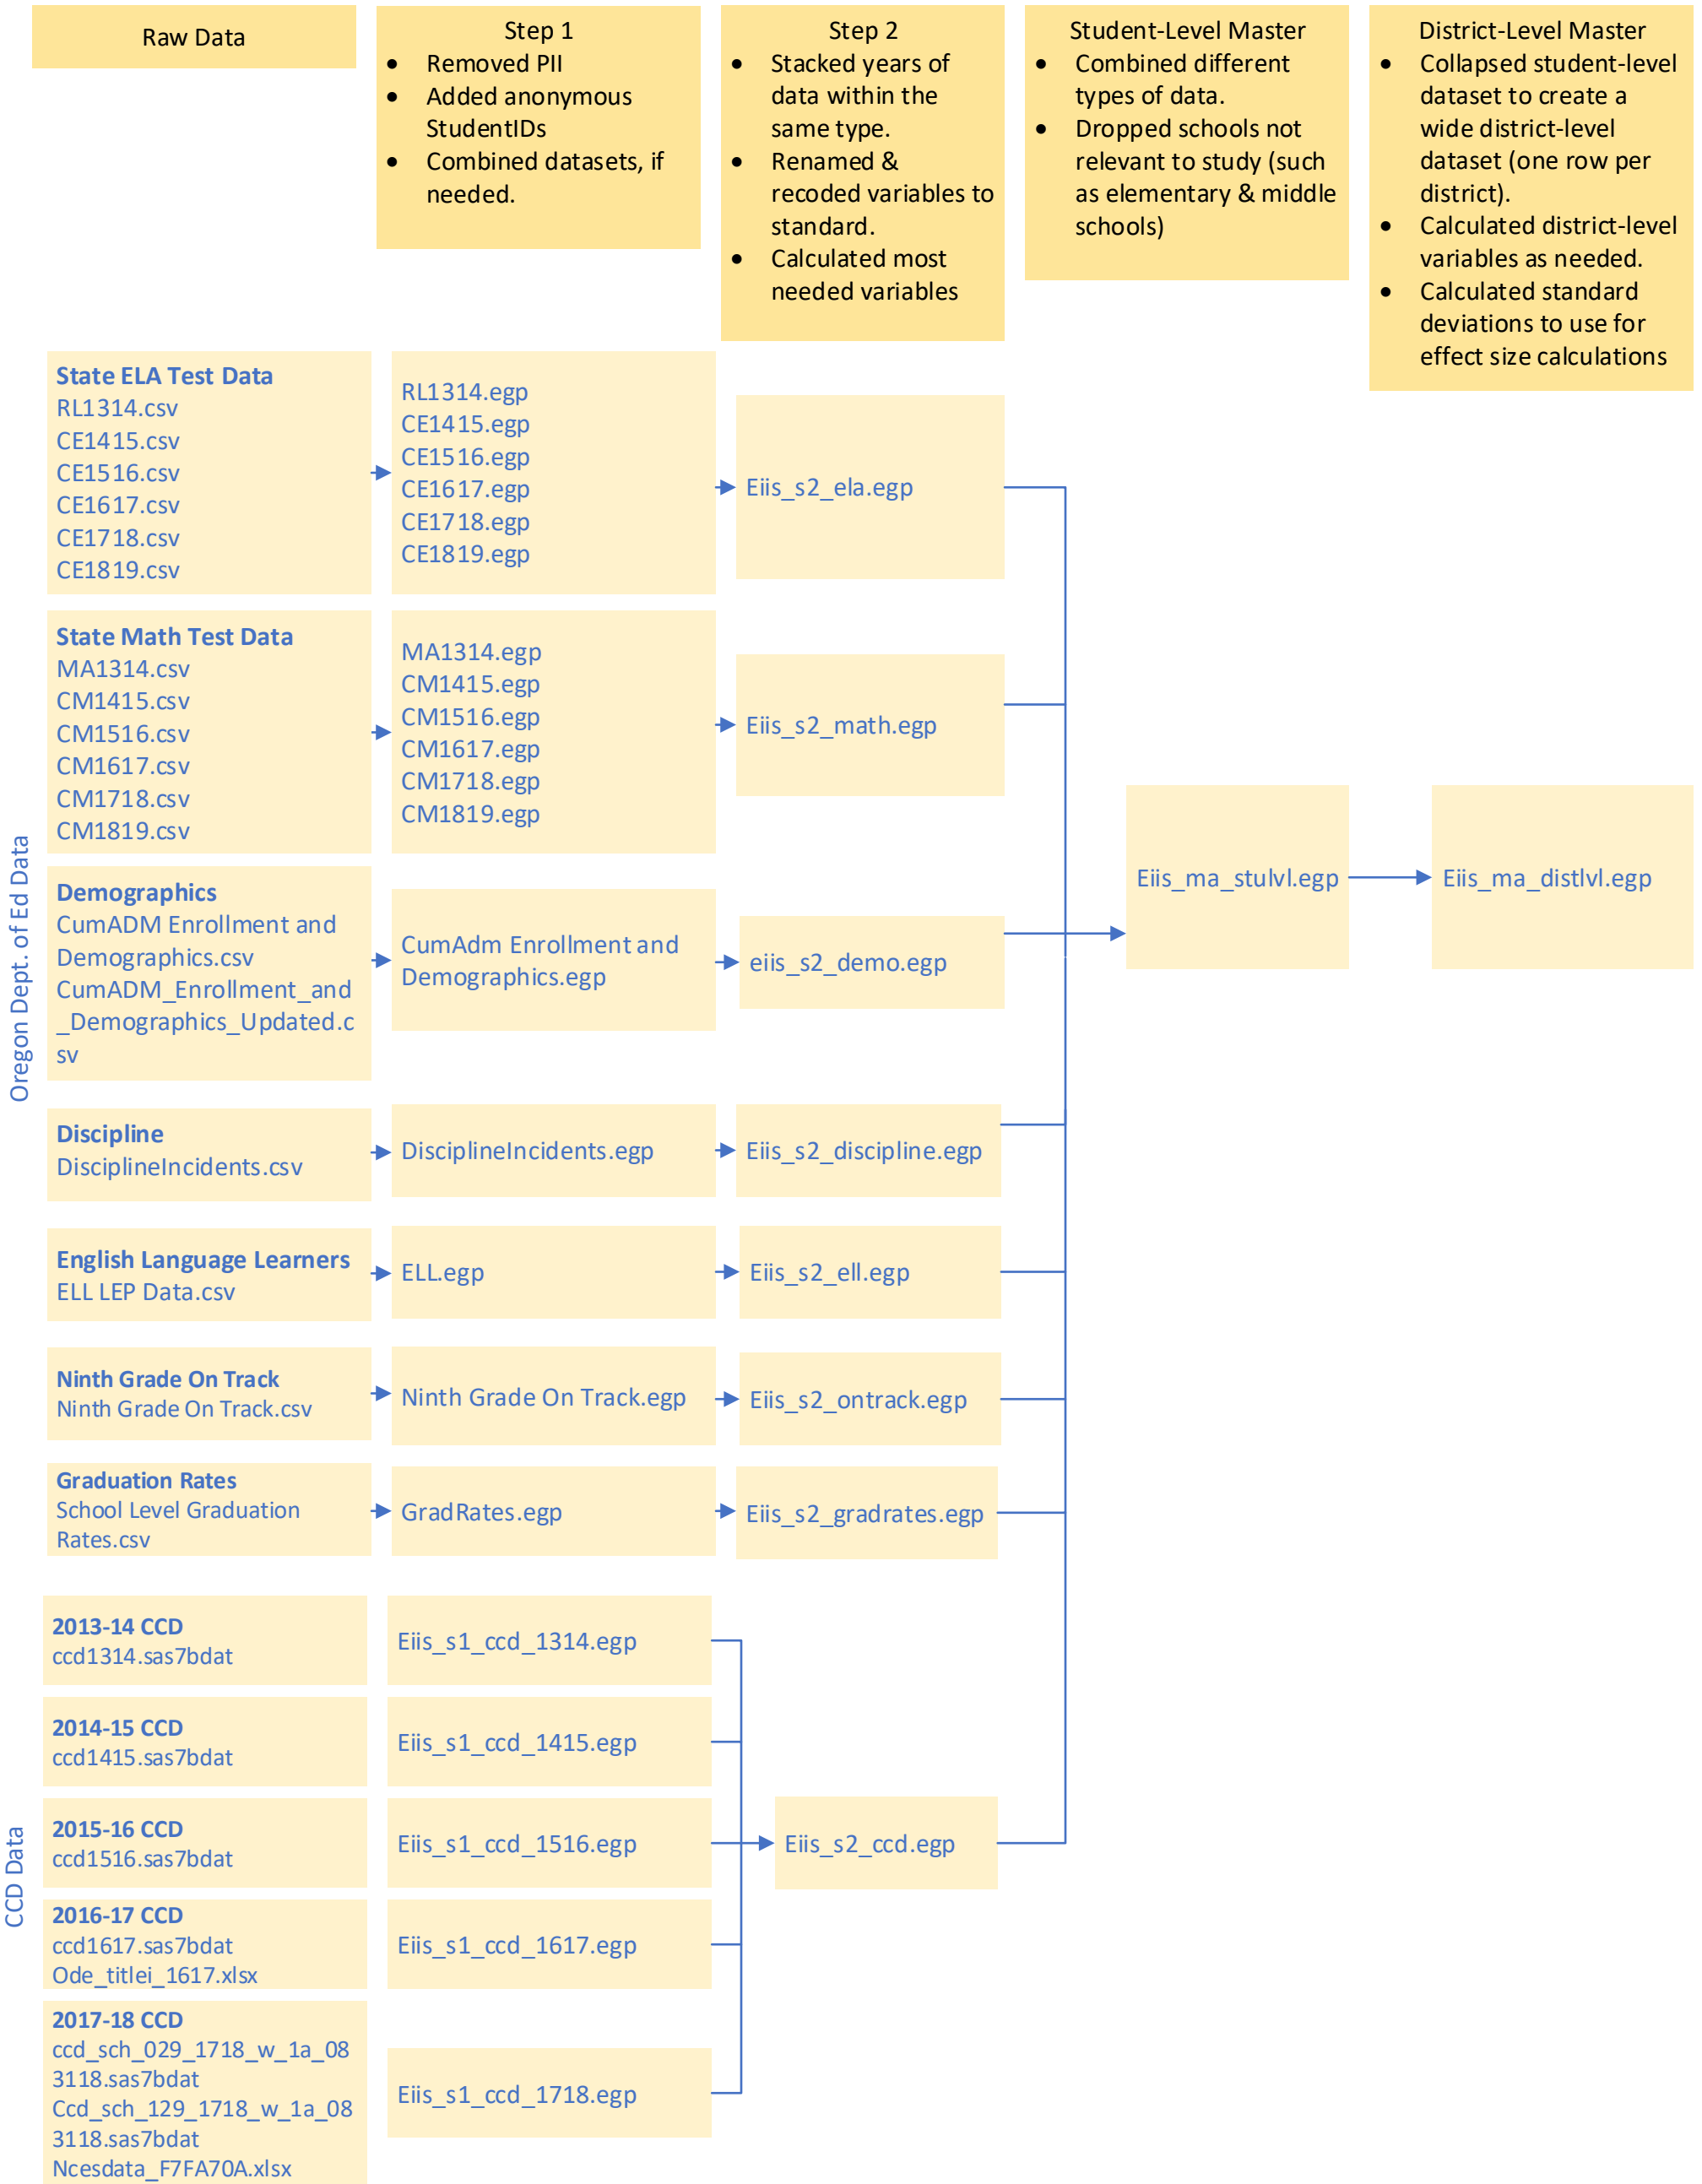 Raw Data
Step 1
• Removed PII
• Added anonymous
StudentIDs
• Combined datasets, if
needed.
Step 2
• Stacked years of
data within the
same type.
• Renamed &
recoded variables to
standard.
• Calculated most
needed variables
Student-Level Master
• Combined different
types of data.
• Dropped schools not
relevant to study (such
as elementary & middle
schools)
District-Level Master
• Collapsed student-level
dataset to create a
wide district-level
dataset (one row per
district).
• Calculated district-level
variables as needed.
• Calculated standard
deviations to use for
effect size calculations
Oregon Dept. of Ed Data
State ELA Test Data
RL1314.csv
CE1415.csv
CE1516.csv
CE1617.csv
CE1718.csv
CE1819.csv
RL1314.egp
CE1415.egp
CE1516.egp
CE1617.egp
CE1718.egp
CE1819.egp
Eiis_s2_ela.egp
State Math Test Data
MA1314.csv
CM1415.csv
CM1516.csv
CM1617.csv
CM1718.csv
CM1819.csv
MA1314.egp
CM1415.egp
CM1516.egp
CM1617.egp
CM1718.egp
CM1819.egp
Eiis_s2_math.egp
Demographics
CumADM Enrollment and
Demographics.csv
CumADM_Enrollment_and
_Demographics_Updated.c
sv
CumAdm Enrollment and
Demographics.egp
eiis_s2_demo.egp
Eiis_ma_stulvl.egp
Eiis_ma_distlvl.egp
Discipline
DisciplineIncidents.csv
DisciplineIncidents.egp
Eiis_s2_discipline.egp
English Language Learners
ELL LEP Data.csv
ELL.egp
Eiis_s2_ell.egp
Ninth Grade On Track
Ninth Grade On Track.csv
Ninth Grade On Track.egp
Eiis_s2_ontrack.egp
Graduation Rates
School Level Graduation
Rates.csv
GradRates.egp
Eiis_s2_gradrates.egp
CCD Data
2013-14 CCD
ccd1314.sas7bdat
Eiis_s1_ccd_1314.egp
2014-15 CCD
ccd1415.sas7bdat
Eiis_s1_ccd_1415.egp
2015-16 CCD
ccd1516.sas7bdat
Eiis_s1_ccd_1516.egp
Eiis_s2_ccd.egp
2016-17 CCD
ccd1617.sas7bdat
Ode_titlei_1617.xlsx
Eiis_s1_ccd_1617.egp
2017-18 CCD
ccd_sch_029_1718_w_1a_08
3118.sas7bdat
Ccd_sch_129_1718_w_1a_08
3118.sas7bdat
Ncesdata_F7FA70A.xlsx
Eiis_s1_ccd_1718.egp